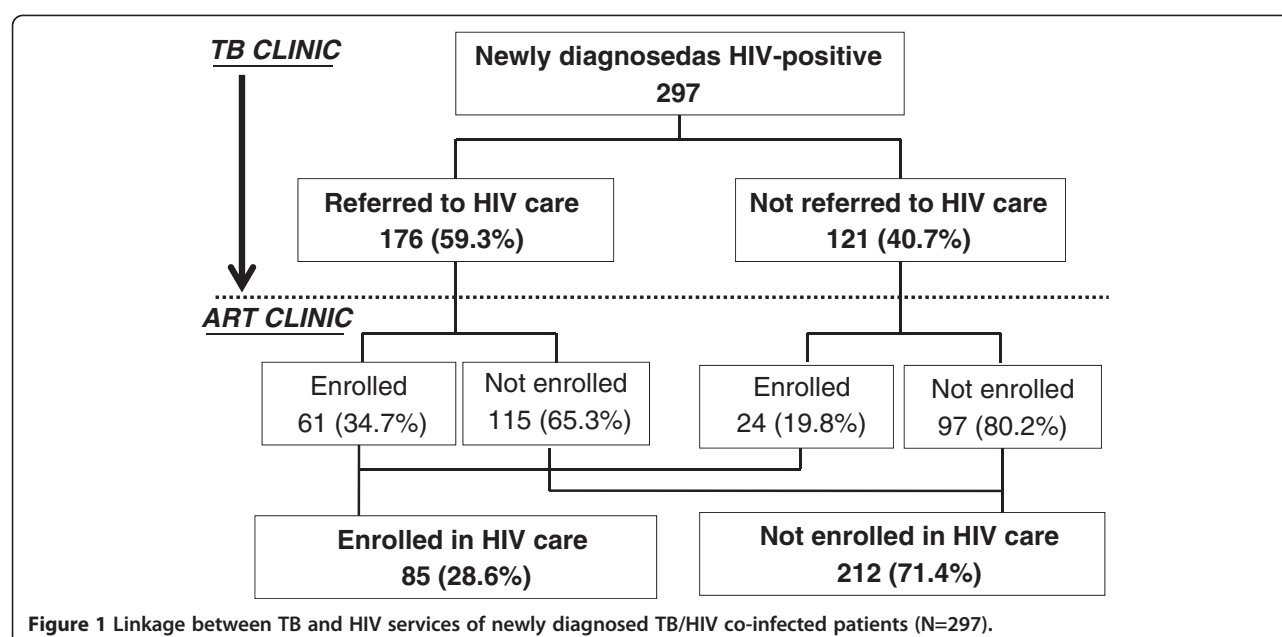 TB CLINIC
Newly diagnosedas HIV-positive
297
Referred to HIV care
176 (59.3%)
Not referred to HIV care
121 (40.7%)
ART CLINIC
Enrolled
61 (34.7%)
Not enrolled
115 (65.3%)
Enrolled
24 (19.8%)
Not enrolled
97 (80.2%)
Enrolled in HIV care
85 (28.6%)
Not enrolled in HIV care
212 (71.4%)
Figure 1 Linkage between TB and HIV services of newly diagnosed TB/HIV co-infected patients (N=297).